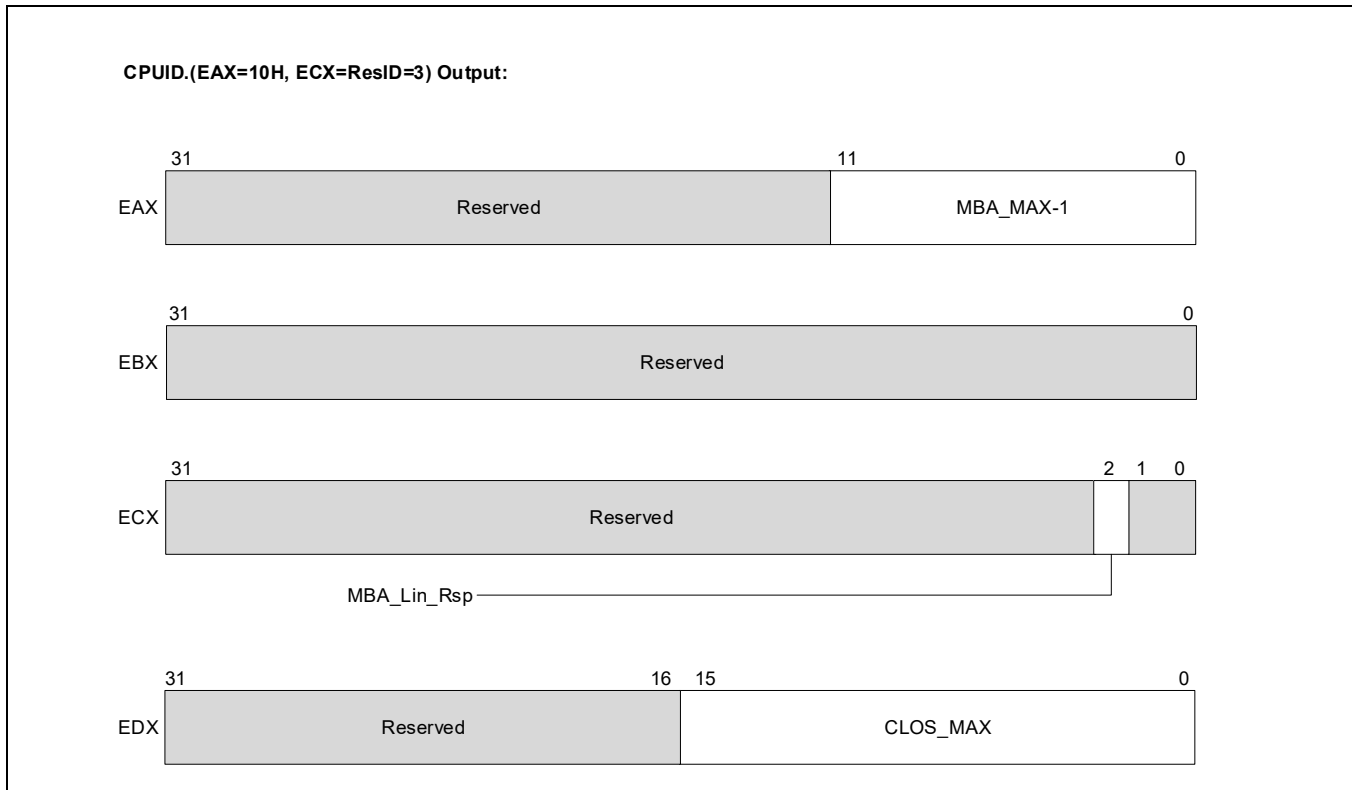 CPUID.(EAX=10H, ECX=ResID=3) Output:
31 11 0
EAX Reserved MBA_MAX-1
31 0
EBX Reserved
31 2 1 0
ECX Reserved
MBA_Lin_Rsp
31 16 15 0
EDX Reserved CLOS_MAX